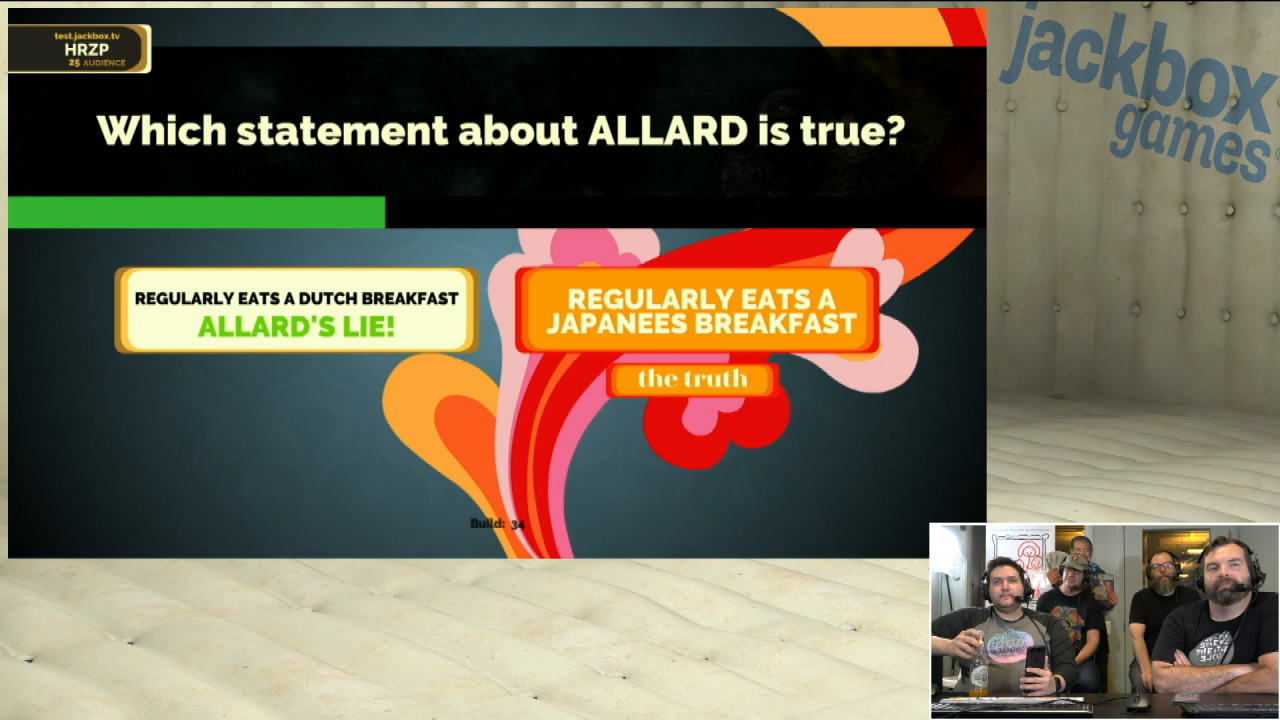 test.jackbox.tv
HRZP
25 AUDIENCE
jackbox
games
Which statement about ALLARD is true?
REGULARLY EATS A DUTCH BREAKFAST
ALLARD'S LIE!
REGULARLY EATS A
JAPANEES BREAKFAST
the truth
Build: 34